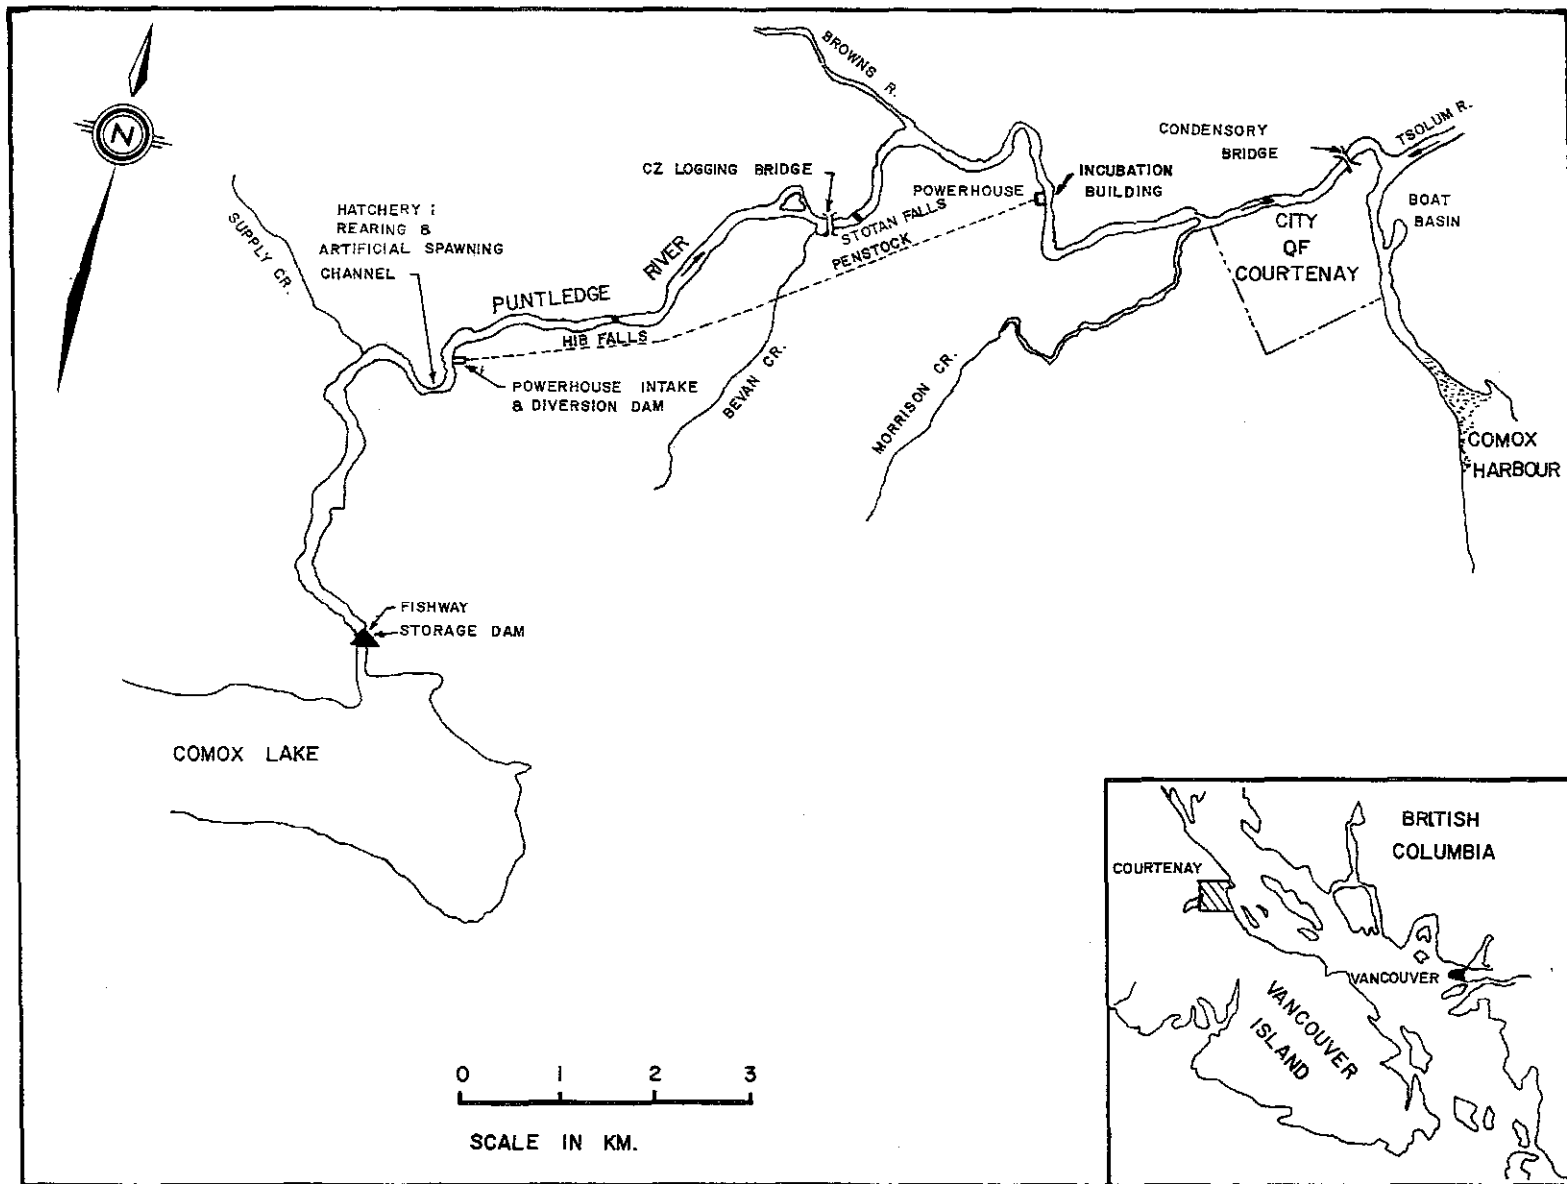 N
BROWNS R.
TSOLUM R.
CONDENSORY
BRIDGE
CZ LOGGING BRIDGE
POWERHOUSE
INCUBATION
BUILDING
BOAT
BASIN
HATCHERY :
REARING &
ARTIFICIAL SPAWNING
CHANNEL
SUPPLY CR.
PUNTLEDGE
RIVER
STOTAN FALLS
PENSTOCK
CITY
OF
COURTENAY
HIB FALLS
POWERHOUSE INTAKE
& DIVERSION DAM
BEVAN CR.
MORRISON CR.
COMOX
HARBOUR
FISHWAY
STORAGE DAM
COMOX LAKE
0 1 2 3
SCALE IN KM.
BRITISH
COLUMBIA
COURTENAY
VANCOUVER
VANCOUVER
ISLAND